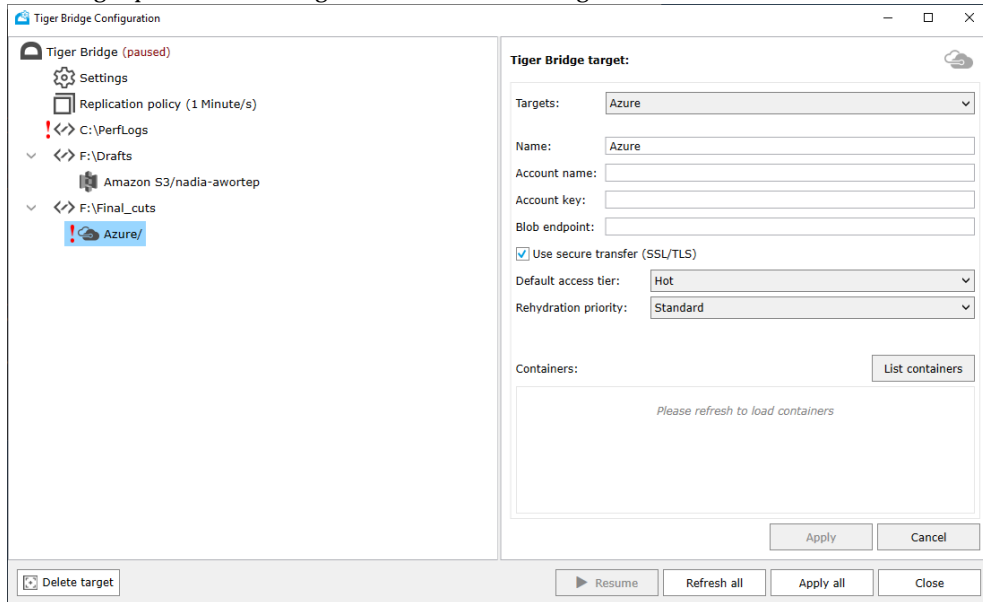 Tiger Bridge Configuration
Tiger Bridge (paused)
Settings
Replication policy (1 Minute/s)
C:\PerfLogs
F:\Drafts
Amazon S3/nadia-awortep
F:\Final_cuts
Azure/
Tiger Bridge target:
Targets: Azure
Name: Azure
Account name:
Account key:
Blob endpoint:
Use secure transfer (SSL/TLS)
Default access tier: Hot
Rehydration priority: Standard
Containers: List containers
Please refresh to load containers
Apply Cancel
Delete target Resume Refresh all Apply all Close